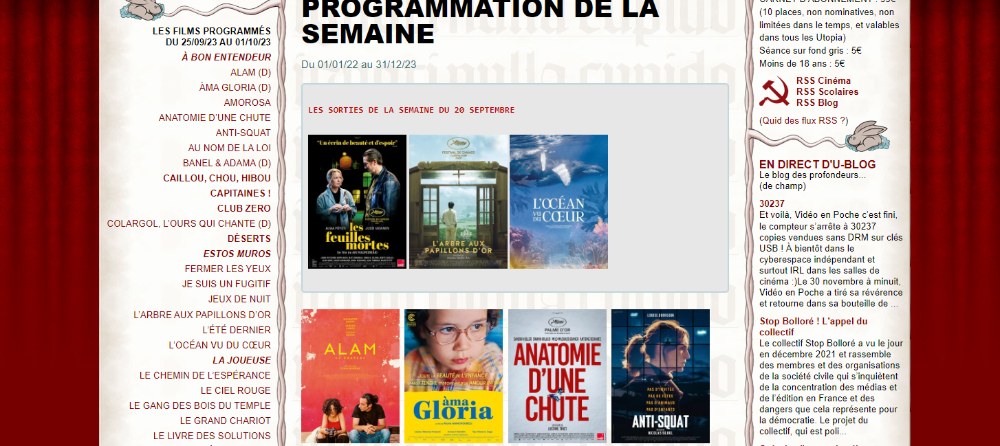 LES FILMS PROGRAMMÉS
DU 25/09/23 AU 01/10/23
À BON ENTENDEUR
ALAM (D)
ÀMA GLORIA (D)
AMOROSA
ANATOMIE D'UNE CHUTE
ANTI-SQUAT
AU NOM DE LA LOI
BANEL & ADAMA (D)
CAILLOU, CHOU, HIBOU
CAPITAINES !
CLUB ZERO
COLARGOL, L'OURS QUI CHANTE (D)
DÉSERTS
ESTOS MUROS
FERMER LES YEUX
JE SUIS UN FUGITIF
JEUX DE NUIT
L'ARBRE AUX PAPILLONS D'OR
L'ÉTÉ DERNIER
L'OCÉAN VU DU CŒUR
LA JOUEUSE
LE CHEMIN DE L'ESPÉRANCE
LE CIEL ROUGE
LE GANG DES BOIS DU TEMPLE
LE GRAND CHARIOT
LE LIVRE DES SOLUTIONS
PROGRAMMATION DE LA
SEMAINE
Du 01/01/22 au 31/12/23
LES SORTIES DE LA SEMAINE DU 20 SEPTEMBRE
"Un écrin de beauté et d'espoir"
ALMA PÖYSTI JUSSI VATANEN
les
feuilles
mortes
Un film de AKI KAURISMÄKI
FESTIVAL DE CANNES
L'ARBRE AUX
PAPILLONS D'OR
L'OCÉAN
VU
DU CŒUR
ALAM
àma
Gloria
PALME D'OR
FESTIVAL DE CANNES
SANDRA HÜLLER SWANN ARLAUD MILO MACHADO GRANER ANTOINE REINARTZ
ANATOMIE
D'UNE
CHUTE
UN FILM DE
JUSTINE TRIET
LOUISE BOURGOIN
PAS D'INVITÉS
PAS DE FÊTES
PAS D'ANIMAUX
PAS D'ENFANTS
ANTI-SQUAT
NICOLAS SILHOL
CARNET D'ABONNEMENT : 55€
(10 places, non nominatives, non
limitées dans le temps, et valables
dans tous les Utopia)
Séance sur fond gris : 5€
Moins de 18 ans : 5€
RSS Cinéma
RSS Scolaires
RSS Blog
(Quid des flux RSS ?)
EN DIRECT D'U-BLOG
Le blog des profondeurs...
(de champ)
30237
Et voilà, Vidéo en Poche c'est fini,
le compteur s'arrête à 30237
copies vendues sans DRM sur clés
USB ! À bientôt dans le
cyberespace indépendant et
surtout IRL dans les salles de
cinéma :)Le 30 novembre à minuit,
Vidéo en Poche a tiré sa révérence
et retourne dans sa bouteille de ...
Stop Bolloré ! L'appel du
collectif
Le collectif Stop Bolloré a vu le jour
en décembre 2021 et rassemble
des membres et des organisations
de la société civile qui s'inquiètent
de la concentration des médias et
de l'édition en France et des
dangers que cela représente pour
la démocratie. Le projet du
collectif, qui est poli...